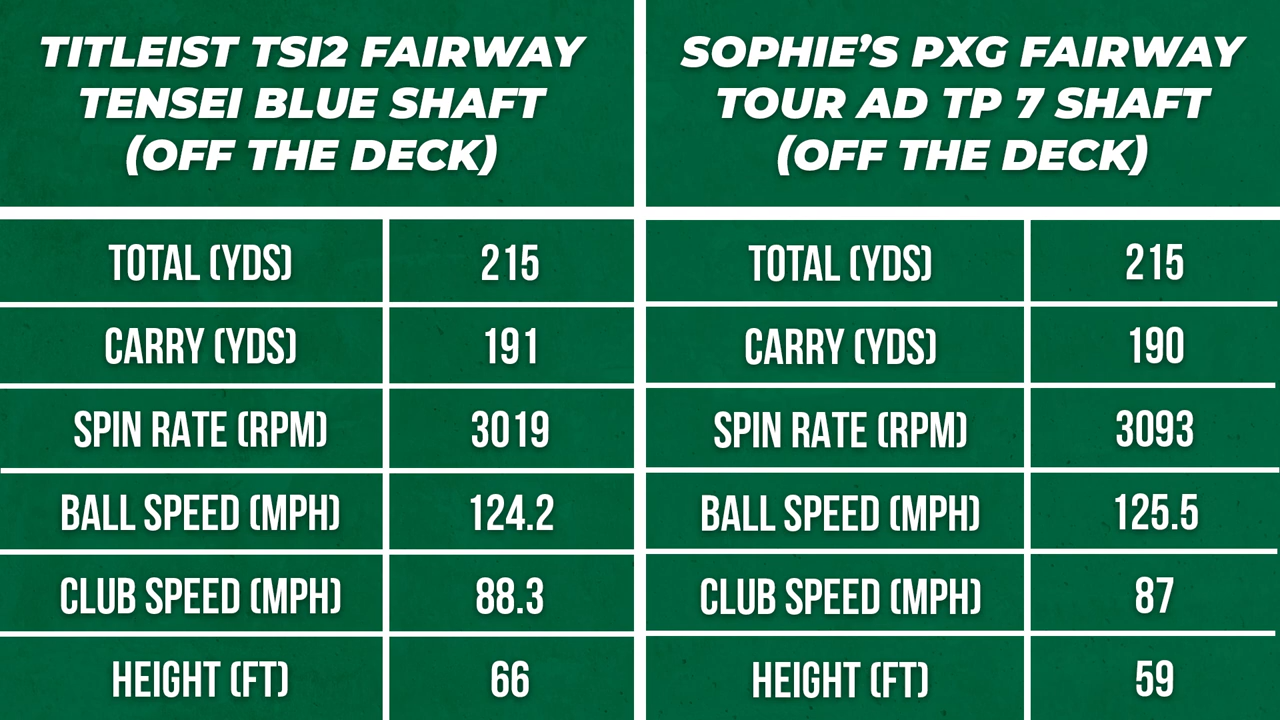 TITLEIST TSI2 FAIRWAY
TENSEI BLUE SHAFT
(OFF THE DECK)
TOTAL (YDS) 215
CARRY (YDS) 191
SPIN RATE (RPM) 3019
BALL SPEED (MPH) 124.2
CLUB SPEED (MPH) 88.3
HEIGHT (FT) 66
SOPHIE'S PXG FAIRWAY
TOUR AD TP 7 SHAFT
(OFF THE DECK)
TOTAL (YDS) 215
CARRY (YDS) 190
SPIN RATE (RPM) 3093
BALL SPEED (MPH) 125.5
CLUB SPEED (MPH) 87
HEIGHT (FT) 59